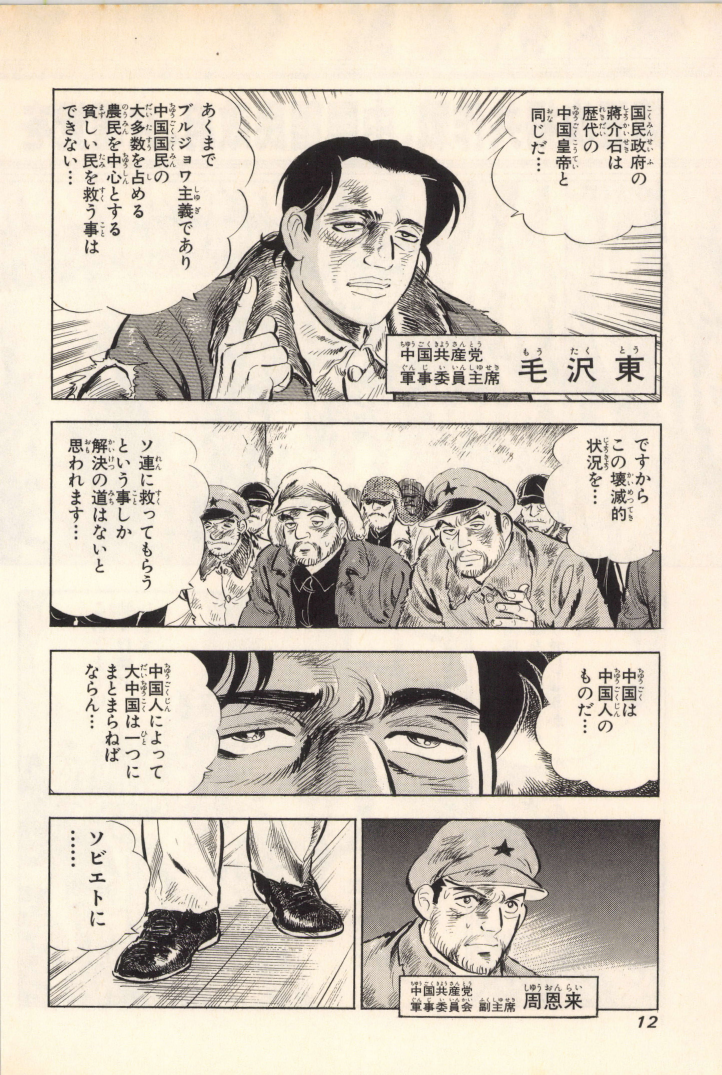 国民政府の
蔣介石は
歴代の
中国皇帝と
同じだ…
あくまで
ブルジョワ主義であり
中国国民の
大多数を占める
農民を中心とする
貧しい民を救う事は
できない…
中国共産党
軍事委員主席
毛沢東
ですから
この壊滅的
状況を…
ソ連に救ってもらう
という事しか
解決の道はないと
思われます…
中国は
中国人の
ものだ…
中国人によって
大中国は一つに
まとまらねば
ならん…
中国共産党
軍事委員会 副主席
周恩来
ソビエトに
……
12